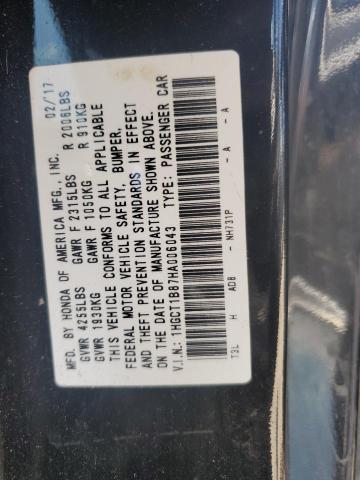 MFD. BY HONDA OF AMERICA MFG., INC. 02/17
GVWR 4255LBS GAWR F 2315LBS R 2006LBS
GVWR 1930KG GAWR F 1050KG R 910KG
THIS VEHICLE CONFORMS TO ALL APPLICABLE
FEDERAL MOTOR VEHICLE SAFETY, BUMPER,
AND THEFT PREVENTION STANDARDS IN EFFECT
ON THE DATE OF MANUFACTURE SHOWN ABOVE.
V.I.N.: 1HGCT1B87HA006043 TYPE: PASSENGER CAR
T3L H AD8 - NH731P - A - A